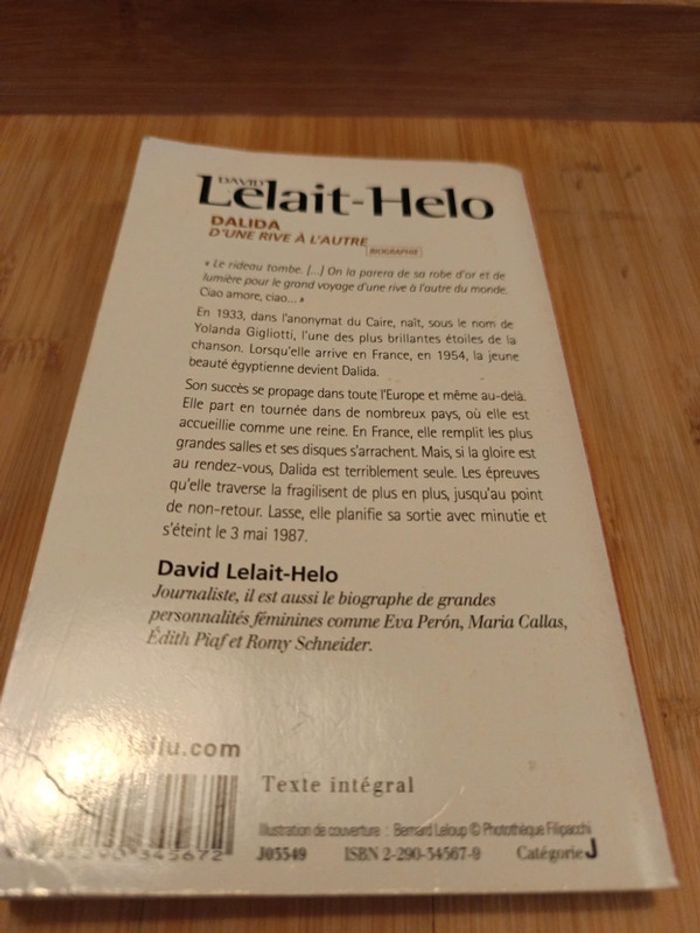 DAVID
Lelait-Helo
DALIDA
D'UNE RIVE À L'AUTRE
BIOGRAPHIE
« Le rideau tombe. [...] On la parera de sa robe d'or et de
lumière pour le grand voyage d'une rive à l'autre du monde.
Ciao amore, ciao... »
En 1933, dans l'anonymat du Caire, naît, sous le nom de
Yolanda Gigliotti, l'une des plus brillantes étoiles de la
chanson. Lorsqu'elle arrive en France, en 1954, la jeune
beauté égyptienne devient Dalida.
Son succès se propage dans toute l'Europe et même au-delà.
Elle part en tournée dans de nombreux pays, où elle est
accueillie comme une reine. En France, elle remplit les plus
grandes salles et ses disques s'arrachent. Mais, si la gloire est
au rendez-vous, Dalida est terriblement seule. Les épreuves
qu'elle traverse la fragilisent de plus en plus, jusqu'au point
de non-retour. Lasse, elle planifie sa sortie avec minutie et
s'éteint le 3 mai 1987.
David Lelait-Helo
Journaliste, il est aussi le biographe de grandes
personnalités féminines comme Eva Perón, Maria Callas,
Édith Piaf et Romy Schneider.
Texte intégral
Illustration de couverture : Bernard Leloup © Photothèque Filipacchi
345672
J05549 ISBN 2-290-34567-9 Catégorie J